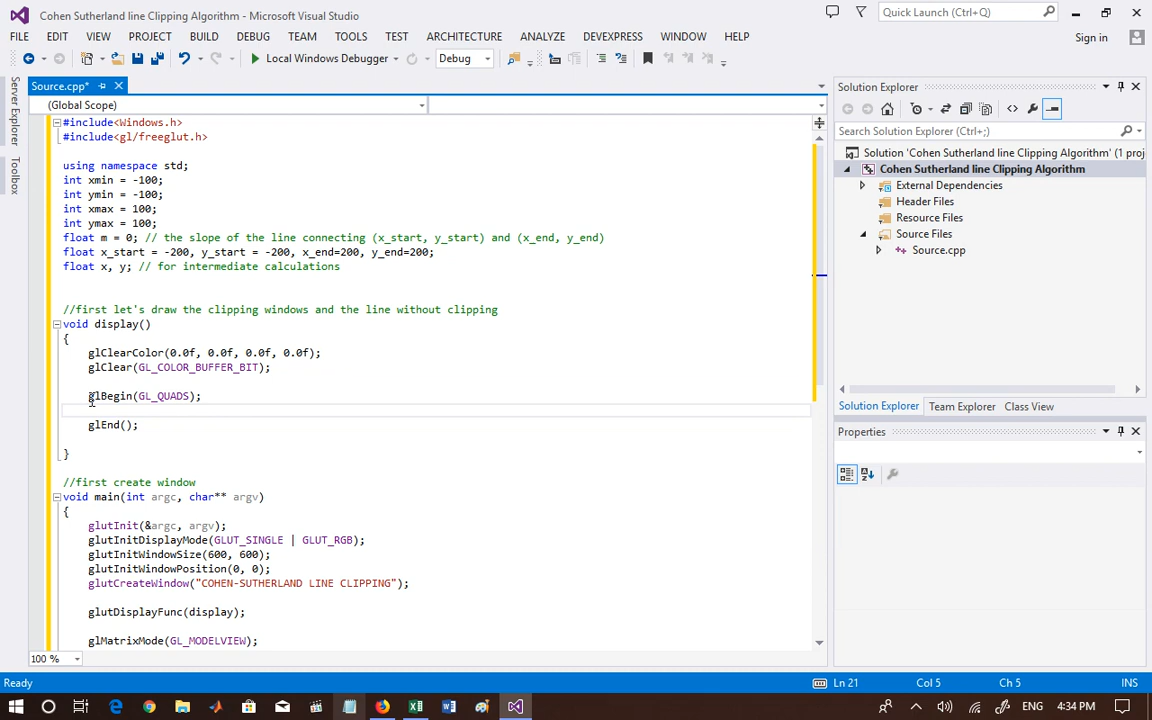 Cohen Sutherland line Clipping Algorithm - Microsoft Visual Studio
Quick Launch (Ctrl+Q)
FILE EDIT VIEW PROJECT BUILD DEBUG TEAM TOOLS TEST ARCHITECTURE ANALYZE DEVEXPRESS WINDOW HELP
Sign in
Local Windows Debugger
Debug
Server Explorer
Toolbox
Source.cpp*
(Global Scope)
#include<Windows.h>
#include<gl/freeglut.h>
using namespace std;
int xmin = -100;
int ymin = -100;
int xmax = 100;
int ymax = 100;
float m = 0; // the slope of the line connecting (x_start, y_start) and (x_end, y_end)
float x_start = -200, y_start = -200, x_end=200, y_end=200;
float x, y; // for intermediate calculations
//first let's draw the clipping windows and the line without clipping
void display()
{
glClearColor(0.0f, 0.0f, 0.0f, 0.0f);
glClear(GL_COLOR_BUFFER_BIT);
glBegin(GL_QUADS);
glEnd();
}
//first create window
void main(int argc, char** argv)
{
glutInit(&argc, argv);
glutInitDisplayMode(GLUT_SINGLE | GLUT_RGB);
glutInitWindowSize(600, 600);
glutInitWindowPosition(0, 0);
glutCreateWindow("COHEN-SUTHERLAND LINE CLIPPING");
glutDisplayFunc(display);
glMatrixMode(GL_MODELVIEW);
100 %
Solution Explorer
Search Solution Explorer (Ctrl+;)
Solution 'Cohen Sutherland line Clipping Algorithm' (1 proj
Cohen Sutherland line Clipping Algorithm
External Dependencies
Header Files
Resource Files
Source Files
Source.cpp
Solution Explorer Team Explorer Class View
Properties
Ready
Ln 21 Col 5 Ch 5 INS
ENG 4:34 PM